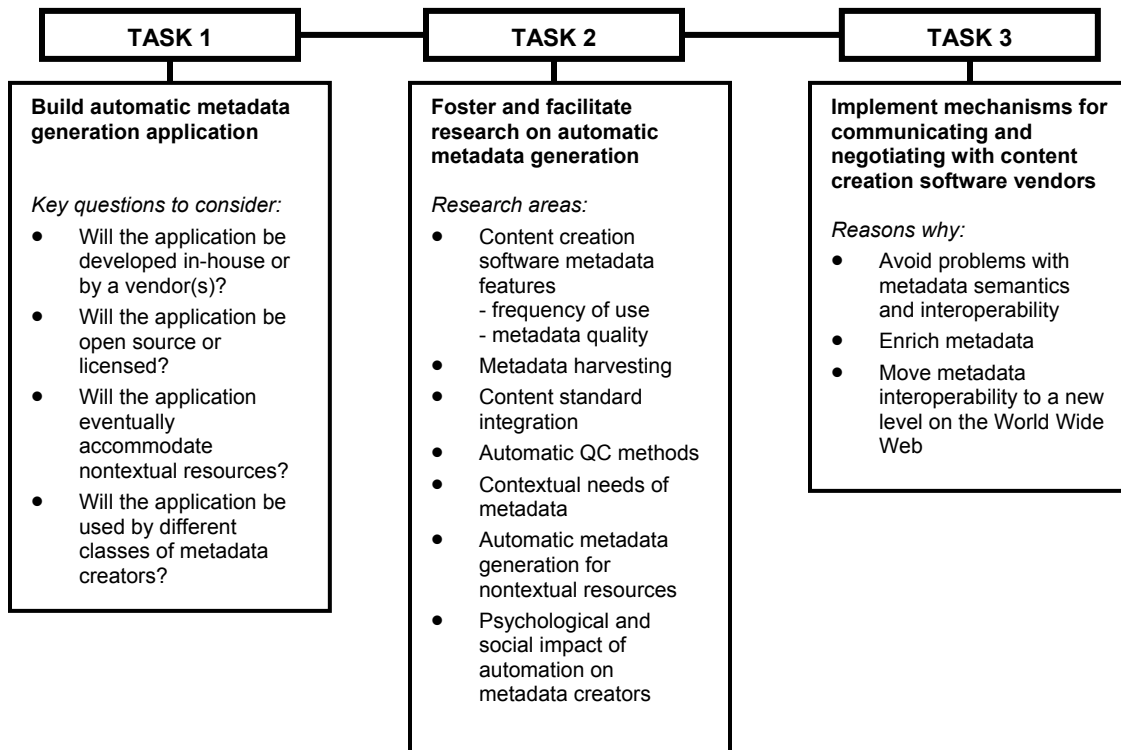 TASK 1
Build automatic metadata
generation application
Key questions to consider:
• Will the application be
developed in-house or
by a vendor(s)?
• Will the application be
open source or
licensed?
• Will the application
eventually
accommodate
nontextual resources?
• Will the application be
used by different
classes of metadata
creators?
TASK 2
Foster and facilitate
research on automatic
metadata generation
Research areas:
• Content creation
software metadata
features
- frequency of use
- metadata quality
• Metadata harvesting
• Content standard
integration
• Automatic QC methods
• Contextual needs of
metadata
• Automatic metadata
generation for
nontextual resources
• Psychological and
social impact of
automation on
metadata creators
TASK 3
Implement mechanisms for
communicating and
negotiating with content
creation software vendors
Reasons why:
• Avoid problems with
metadata semantics
and interoperability
• Enrich metadata
• Move metadata
interoperability to a new
level on the World Wide
Web